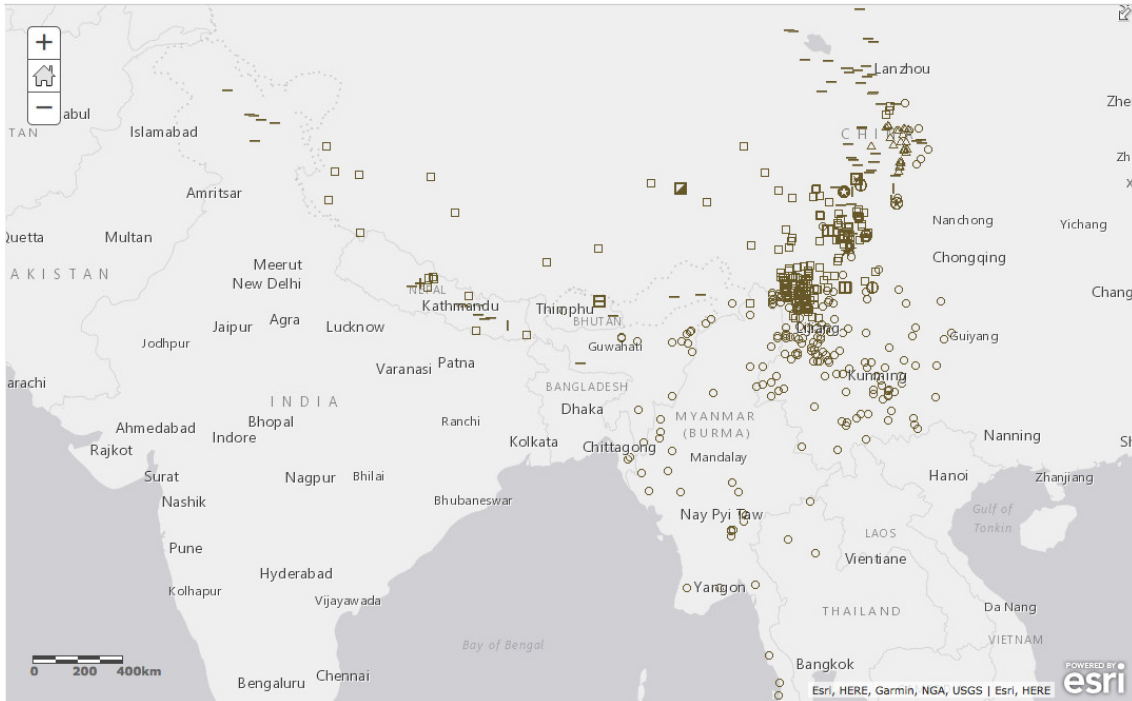 +
Lanzhou
abul
Zhe
TAN
Islamabad
CHINA
Zh
X
Amritsar
Nanchong
Yichang
Quetta
Multan
Chongqing
Meerut
AKISTAN
New Delhi
NEPAL
Chang
Kathmandu
Thimphu
BHUTAN
Jaipur
Agra
Lucknow
Lijiang
Guiyang
Jodhpur
Guwahati
Patna
Varanasi
Kunming
arachi
BANGLADESH
INDIA
Dhaka
MYANMAR
(BURMA)
Ahmedabad
Bhopal
Ranchi
Indore
Kolkata
Chittagong
Nanning
Sh
Rajkot
Mandalay
Surat
Nagpur
Bhilai
Hanoi
Zhanjiang
Nashik
Bhubaneswar
Nay Pyi Taw
Gulf of
Tonkin
LAOS
Pune
Vientiane
Hyderabad
Kolhapur
Vijayawada
Yangon
THAILAND
Da Nang
Bay of Bengal
VIETNAM
0 200 400km
Chennai
Bangkok
Bengaluru
POWERED BY
esri
Esri, HERE, Garmin, NGA, USGS | Esri, HERE